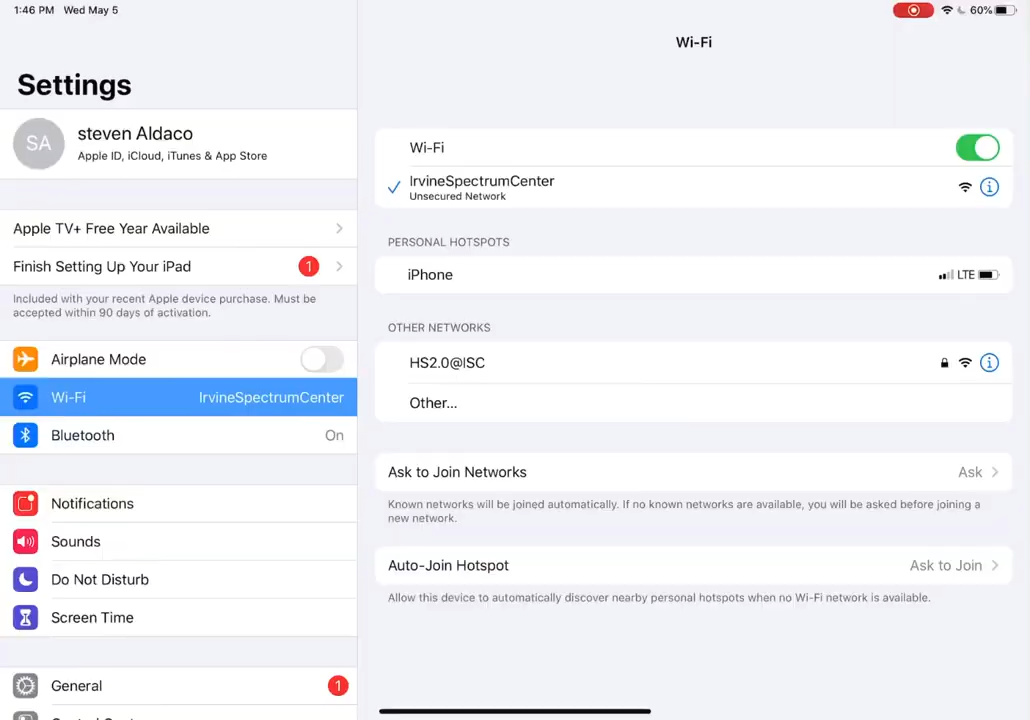 1:46 PM Wed May 5
60%
Settings
SA
steven Aldaco
Apple ID, iCloud, iTunes & App Store
Apple TV+ Free Year Available
Finish Setting Up Your iPad 1
Included with your recent Apple device purchase. Must be
accepted within 90 days of activation.
Airplane Mode
Wi-Fi IrvineSpectrumCenter
Bluetooth On
Notifications
Sounds
Do Not Disturb
Screen Time
General 1
Wi-Fi
Wi-Fi
IrvineSpectrumCenter
Unsecured Network
PERSONAL HOTSPOTS
iPhone LTE
OTHER NETWORKS
HS2.0@ISC
Other...
Ask to Join Networks Ask
Known networks will be joined automatically. If no known networks are available, you will be asked before joining a
new network.
Auto-Join Hotspot Ask to Join
Allow this device to automatically discover nearby personal hotspots when no Wi-Fi network is available.